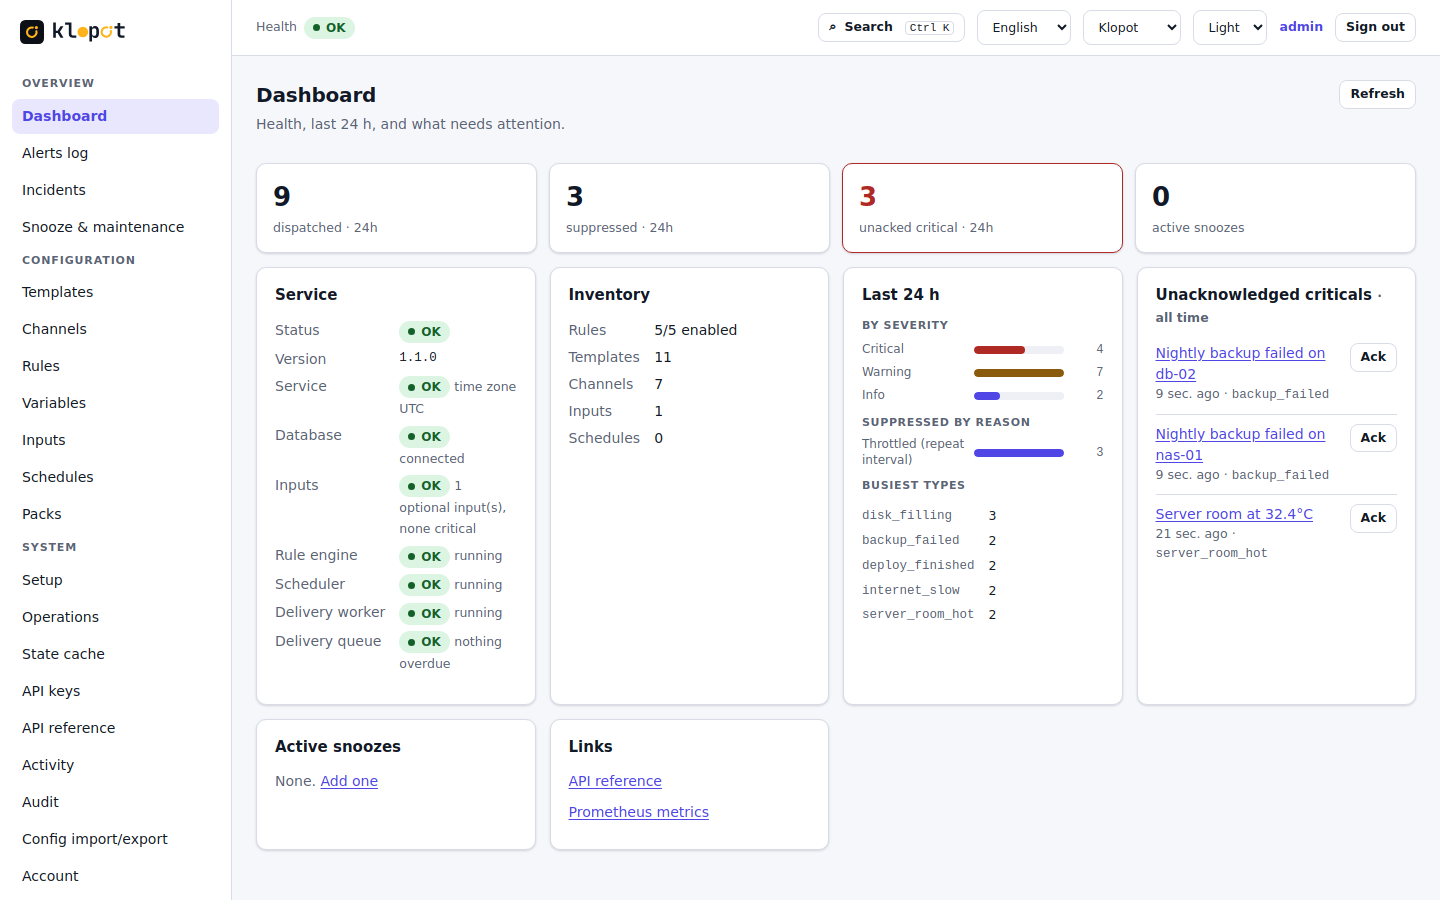 klopot
OVERVIEW
Dashboard
Alerts log
Incidents
Snooze & maintenance
CONFIGURATION
Templates
Channels
Rules
Variables
Inputs
Schedules
Packs
SYSTEM
Setup
Operations
State cache
API keys
API reference
Activity
Audit
Config import/export
Account
Health OK
Search Ctrl K
English
Klopot
Light
admin
Sign out
Dashboard
Refresh
Health, last 24 h, and what needs attention.
9
dispatched · 24h
3
suppressed · 24h
3
unacked critical · 24h
0
active snoozes
Service
Status OK
Version 1.1.0
Service OK time zone
UTC
Database OK
connected
Inputs OK 1
optional input(s),
none critical
Rule engine OK running
Scheduler OK running
Delivery worker OK running
Delivery queue OK nothing
overdue
Inventory
Rules 5/5 enabled
Templates 11
Channels 7
Inputs 1
Schedules 0
Last 24 h
BY SEVERITY
Critical 4
Warning 7
Info 2
SUPPRESSED BY REASON
Throttled (repeat
interval) 3
BUSIEST TYPES
disk_filling 3
backup_failed 2
deploy_finished 2
internet_slow 2
server_room_hot 2
Unacknowledged criticals ·
all time
Nightly backup failed on
db-02
Ack
9 sec. ago · backup_failed
Nightly backup failed on
nas-01
Ack
9 sec. ago · backup_failed
Server room at 32.4°C
Ack
21 sec. ago ·
server_room_hot
Active snoozes
None. Add one
Links
API reference
Prometheus metrics